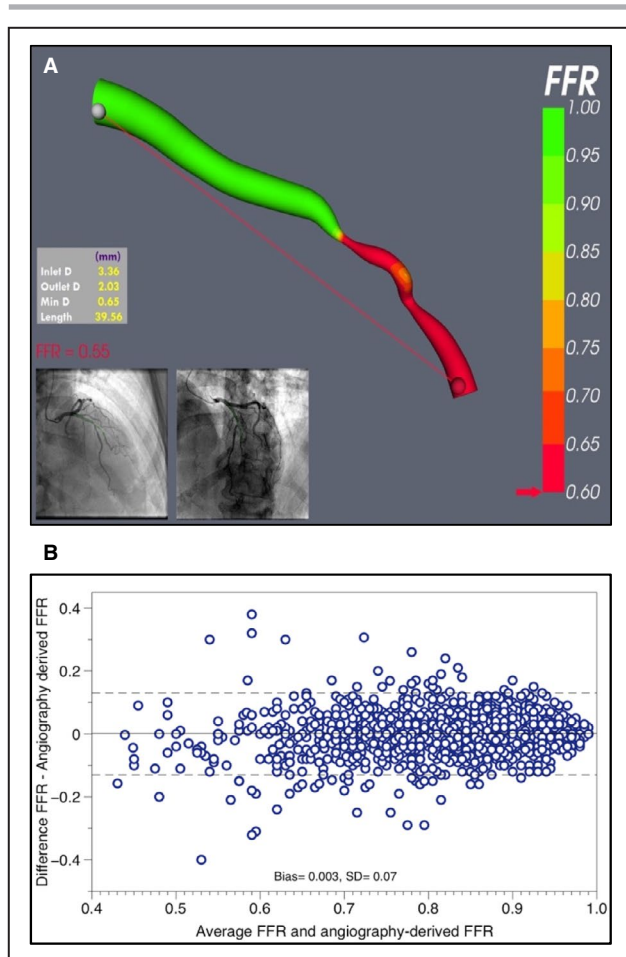 A
FFR
1.00
0.95
0.90
0.85
0.80
0.75
0.70
0.65
0.60
(mm)
Inlet D 3.36
Outlet D 2.03
Min D 0.65
Length 39.56
FFR = 0.55
B
Difference FFR - Angiography derived FFR
0.4
0.2
0
−0.2
−0.4
Bias= 0.003, SD= 0.07
0.4 0.5 0.6 0.7 0.8 0.9 1.0
Average FFR and angiography-derived FFR